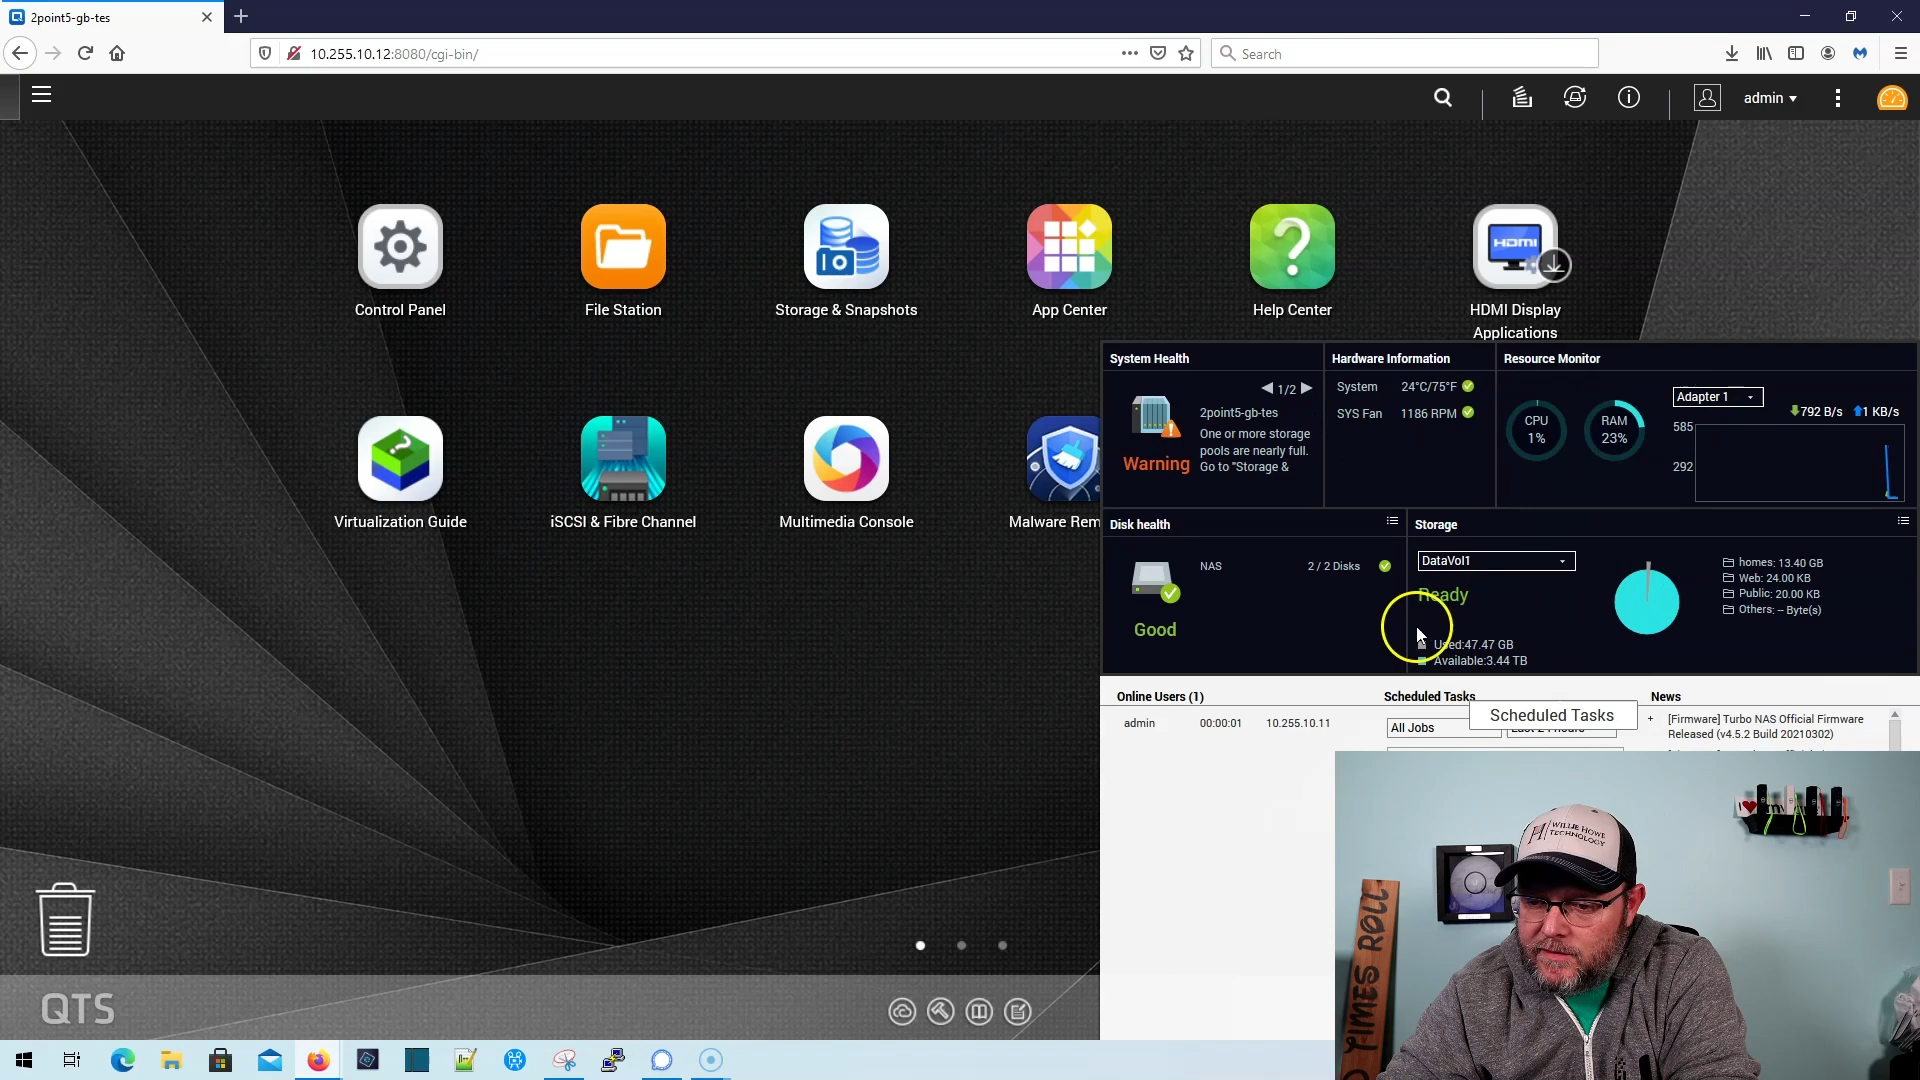 2point5-gb-tes
10.255.10.12:8080/cgi-bin/
Search
admin
HDMI
Control Panel
File Station
Storage & Snapshots
App Center
Help Center
HDMI Display
Applications
Virtualization Guide
iSCSI & Fibre Channel
Multimedia Console
Malware Rem
System Health
1/2
2point5-gb-tes
One or more storage
pools are nearly full.
Go to "Storage &
Warning
Hardware Information
System 24°C/75°F
SYS Fan 1186 RPM
Resource Monitor
CPU
1%
RAM
23%
Adapter 1
792 B/s 1 KB/s
585
292
Disk health
NAS 2 / 2 Disks
Good
Storage
DataVol1
Ready
Used:47.47 GB
Available:3.44 TB
homes: 13.40 GB
Web: 24.00 KB
Public: 20.00 KB
Others: -- Byte(s)
Online Users (1)
admin 00:00:01 10.255.10.11
Scheduled Tasks
All Jobs
Scheduled Tasks
News
+ [Firmware] Turbo NAS Official Firmware
Released (v4.5.2 Build 20210302)
WILLIE HOWE
TECHNOLOGY
TIMES ROLL
QTS